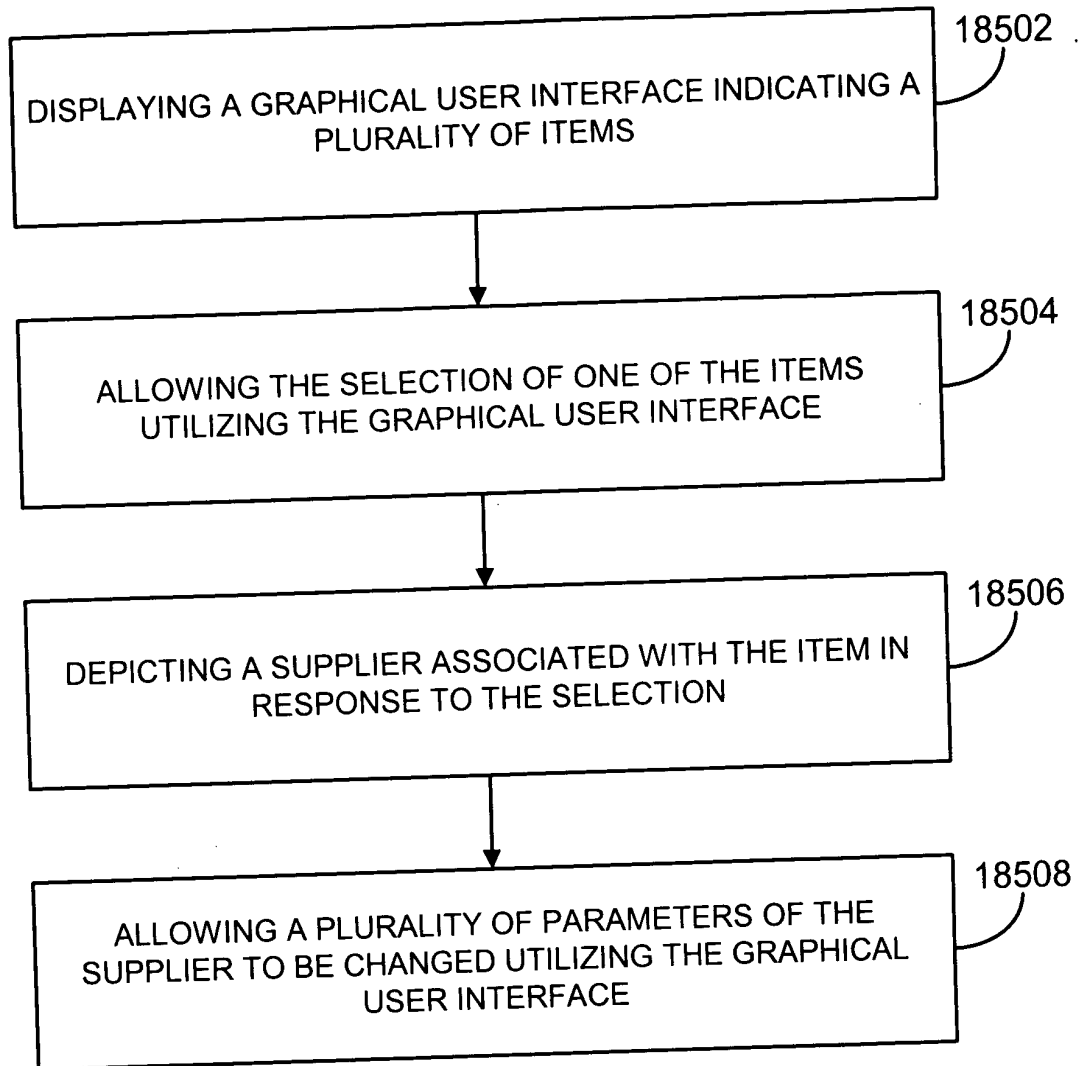 18502
DISPLAYING A GRAPHICAL USER INTERFACE INDICATING A
PLURALITY OF ITEMS
18504
ALLOWING THE SELECTION OF ONE OF THE ITEMS
UTILIZING THE GRAPHICAL USER INTERFACE
18506
DEPICTING A SUPPLIER ASSOCIATED WITH THE ITEM IN
RESPONSE TO THE SELECTION
18508
ALLOWING A PLURALITY OF PARAMETERS OF THE
SUPPLIER TO BE CHANGED UTILIZING THE GRAPHICAL
USER INTERFACE